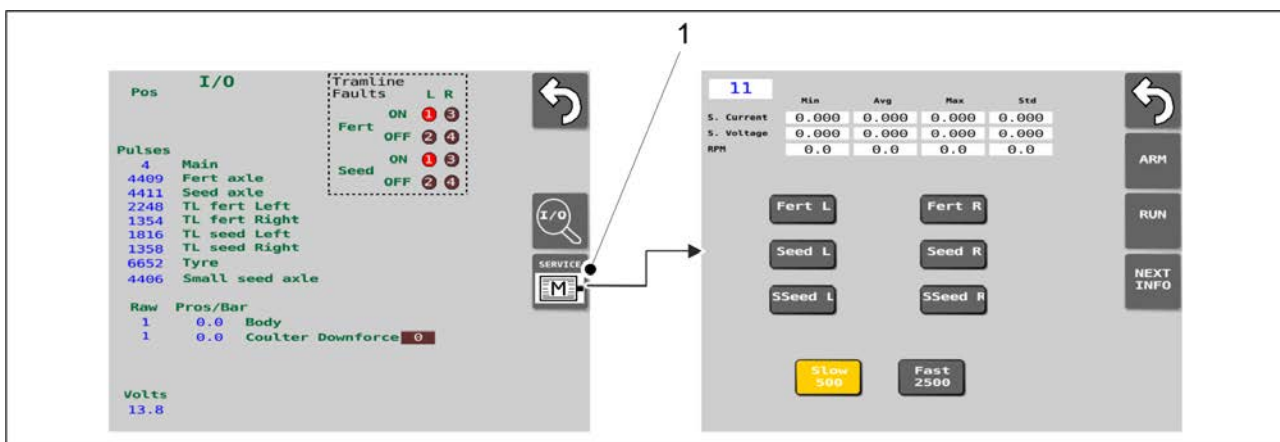 1
I/O
Pos
Tramline
Faults L R
ON 1 3
Fert
OFF 2 4
ON 1 3
Seed
OFF 2 4
Pulses
4 Main
4409 Fert axle
4411 Seed axle
2248 TL fert Left
1354 TL fert Right
1816 TL seed Left
1358 TL seed Right
6652 Tyre
4406 Small seed axle
Raw Pros/Bar
1 0.0 Body
1 0.0 Coulter Downforce 0
Volts
13.8
I/O
SERVICE
M
11
Min Avg Max Std
S. Current 0.000 0.000 0.000 0.000
S. Voltage 0.000 0.000 0.000 0.000
RPM 0.0 0.0 0.0 0.0
Fert L Fert R
Seed L Seed R
SSeed L SSeed R
Slow
500
Fast
2500
ARM
RUN
NEXT
INFO